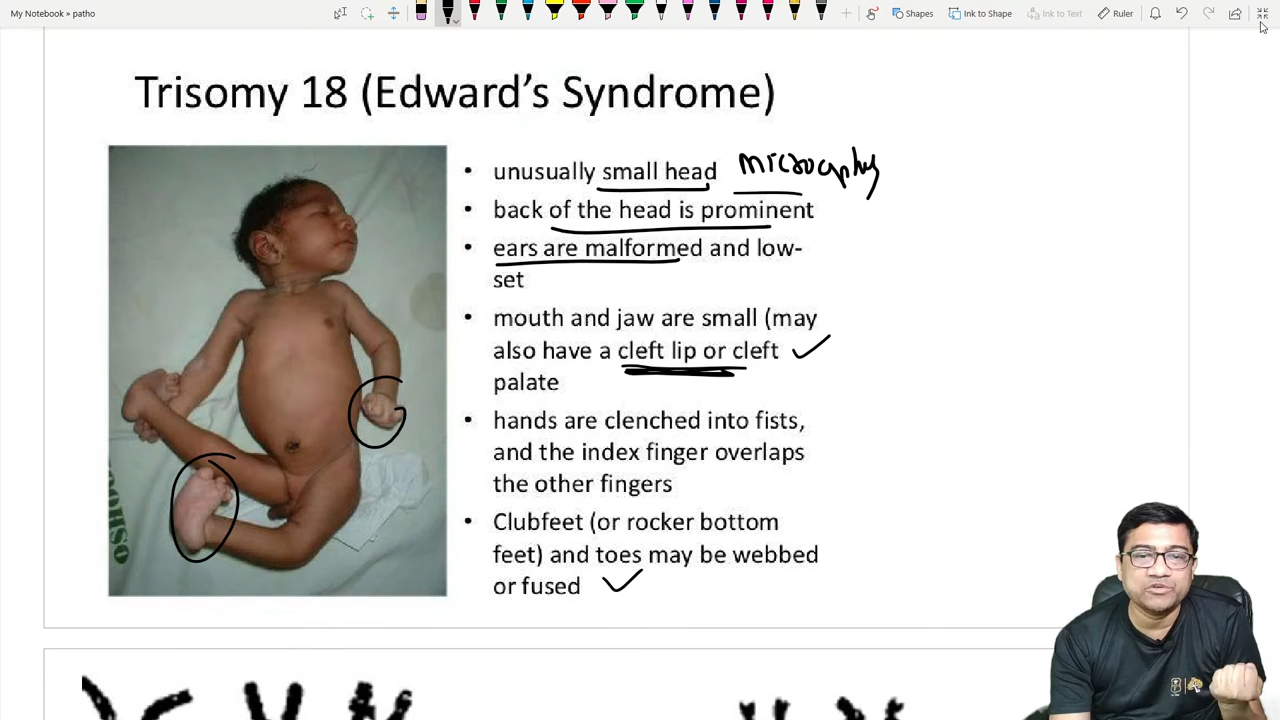 My Notebook » patho
Shapes
Ink to Shape
Ink to Text
Ruler
Trisomy 18 (Edward's Syndrome)
• unusually small head
• back of the head is prominent
• ears are malformed and low-
set
• mouth and jaw are small (may
also have a cleft lip or cleft
palate
• hands are clenched into fists,
and the index finger overlaps
the other fingers
• Clubfeet (or rocker bottom
feet) and toes may be webbed
or fused